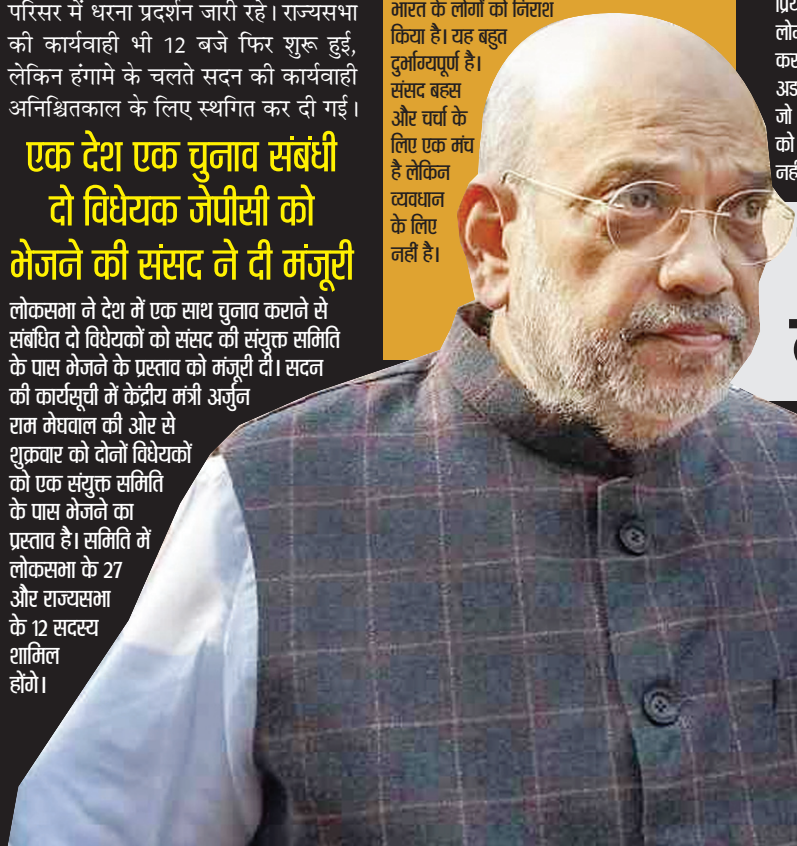 परिसर में धरना प्रदर्शन जारी रहे। राज्यसभा
की कार्यवाही भी 12 बजे फिर शुरू हुई,
लेकिन हंगामे के चलते सदन की कार्यवाही
अनिश्चितकाल के लिए स्थगित कर दी गई।
एक देश एक चुनाव संबंधी
दो विधेयक जेपीसी को
भेजने की संसद ने दी मंजूरी
लोकसभा ने देश में एक साथ चुनाव कराने से
संबंधित दो विधेयकों को संसद की संयुक्त समिति
के पास भेजने के प्रस्ताव को मंजूरी दी। सदन
की कार्यसूची में केंद्रीय मंत्री अर्जुन
राम मेघवाल की ओर से
शुक्रवार को दोनों विधेयकों
को एक संयुक्त समिति
के पास भेजने का
प्रस्ताव है। समिति में
लोकसभा के 27
और राज्यसभा
के 12 सदस्य
शामिल
होंगे।
भारत के लोगों को निराश
किया है। यह बहुत
दुर्भाग्यपूर्ण है।
संसद बहस
और चर्चा के
लिए एक मंच
है लेकिन
व्यवधान
के लिए
नहीं है।
जो
को